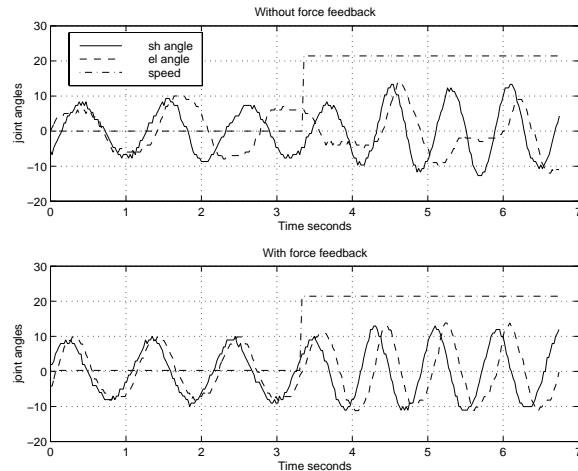 Without force feedback
30
20
10
0
−10
−20
joint angles
sh angle
el angle
speed
0 1 2 3 4 5 6 7
Time seconds
With force feedback
30
20
10
0
−10
−20
joint angles
0 1 2 3 4 5 6 7
Time seconds